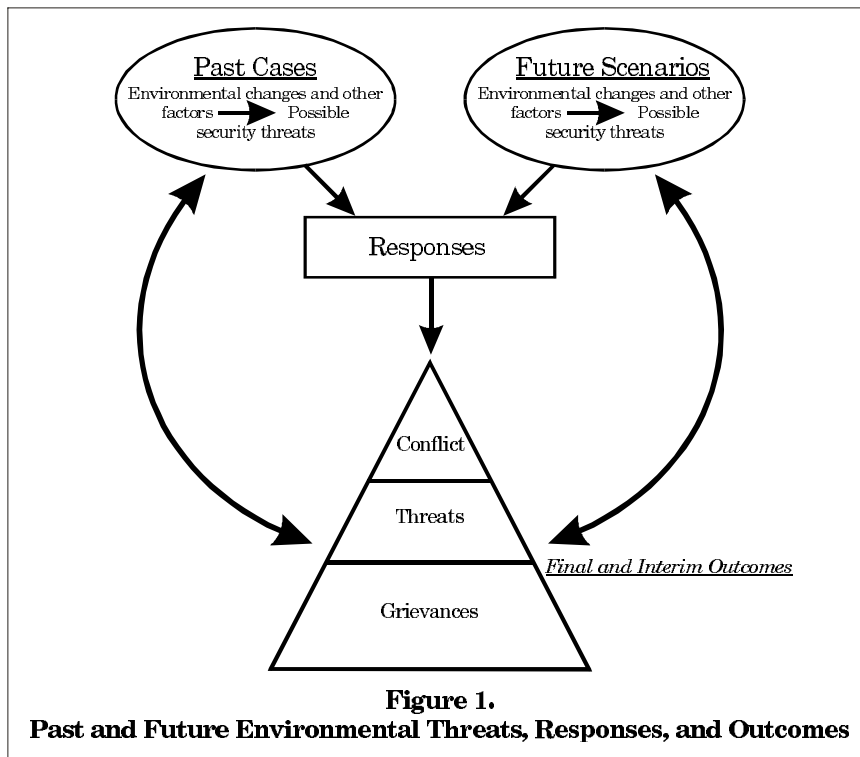 Past Cases
Environmental changes and other
factors Possible
security threats
Future Scenarios
Environmental changes and other
factors Possible
security threats
Responses
Conflict
Threats
Final and Interim Outcomes
Grievances
Figure 1.
Past and Future Environmental Threats, Responses, and Outcomes